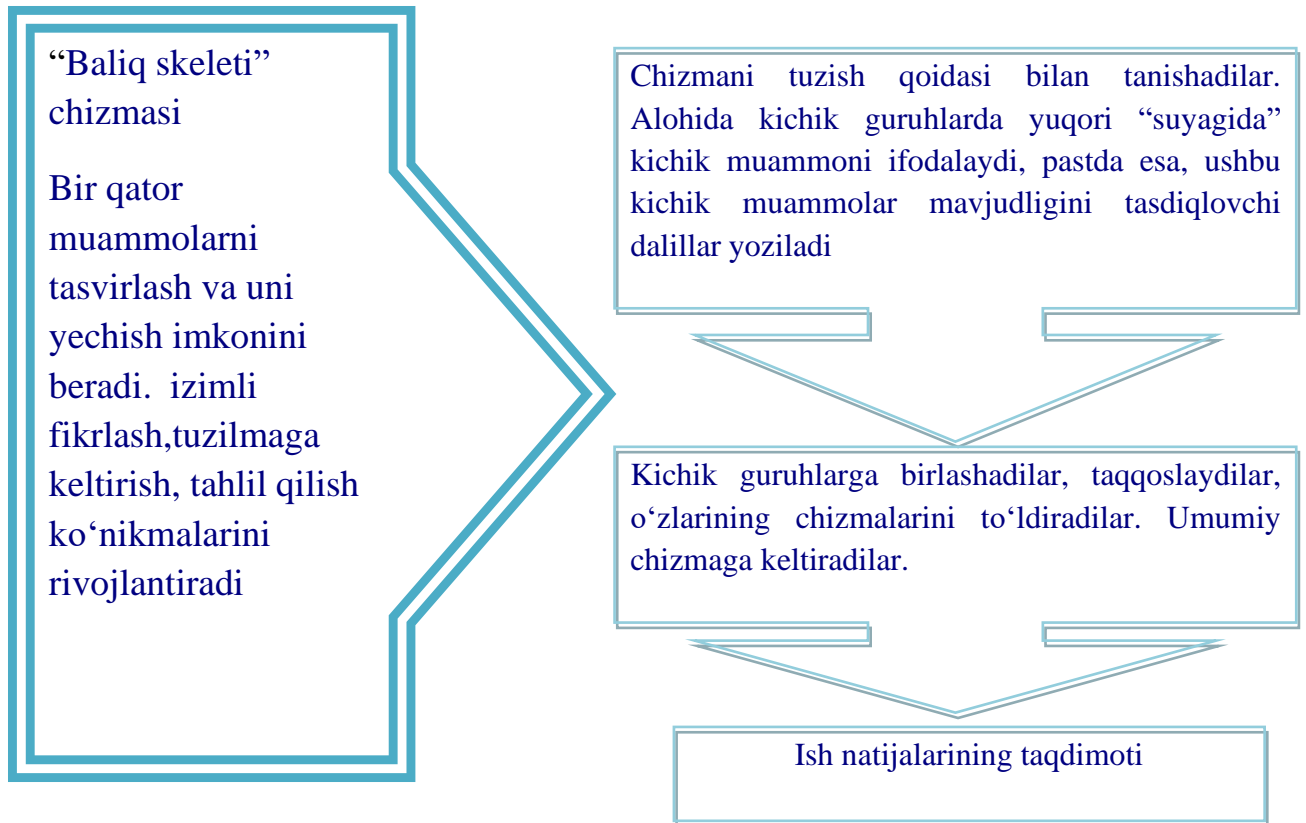 “Baliq skeleti”
chizmasi
Bir qator
muammolarni
tasvirlash va uni
yechish imkonini
beradi. izimli
fikrlash,tuzilmaga
keltirish, tahlil qilish
ko‘nikmalarini
rivojlantiradi
Chizmani tuzish qoidasi bilan tanishadilar.
Alohida kichik guruhlarda yuqori “suyagida”
kichik muammoni ifodalaydi, pastda esa, ushbu
kichik muammolar mavjudligini tasdiqlovchi
dalillar yoziladi
Kichik guruhlarga birlashadilar, taqqoslaydilar,
o‘zlarining chizmalarini to‘ldiradilar. Umumiy
chizmaga keltiradilar.
Ish natijalarining taqdimoti